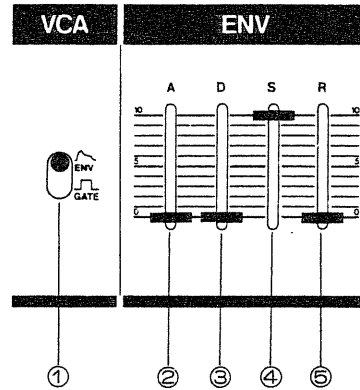 VCA ENV
A D S R
10 10
ENV
5 5
GATE
0 0
① ② ③ ④ ⑤